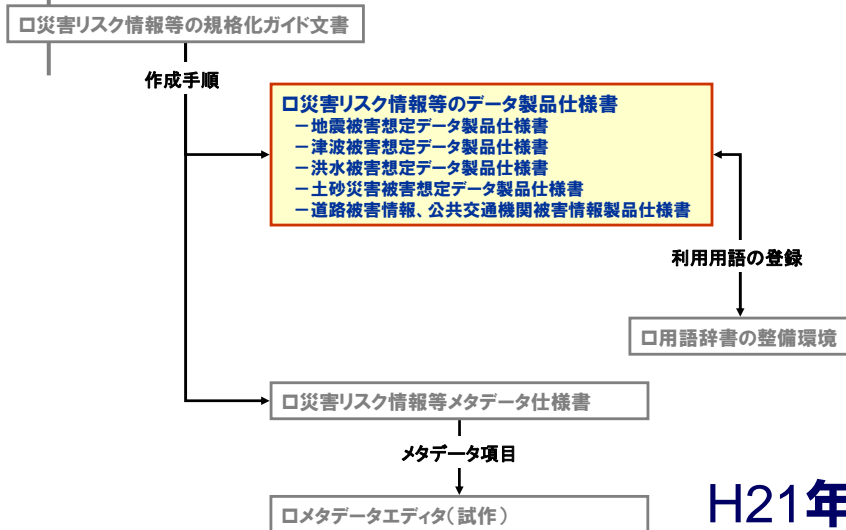 □災害リスク情報等の規格化ガイド文書
作成手順
□災害リスク情報等のデータ製品仕様書
－地震被害想定データ製品仕様書
－津波被害想定データ製品仕様書
－洪水被害想定データ製品仕様書
－土砂災害被害想定データ製品仕様書
－道路被害情報、公共交通機関被害情報製品仕様書
利用用語の登録
□用語辞書の整備環境
□災害リスク情報等メタデータ仕様書
メタデータ項目
H21年
□メタデータエディタ（試作）